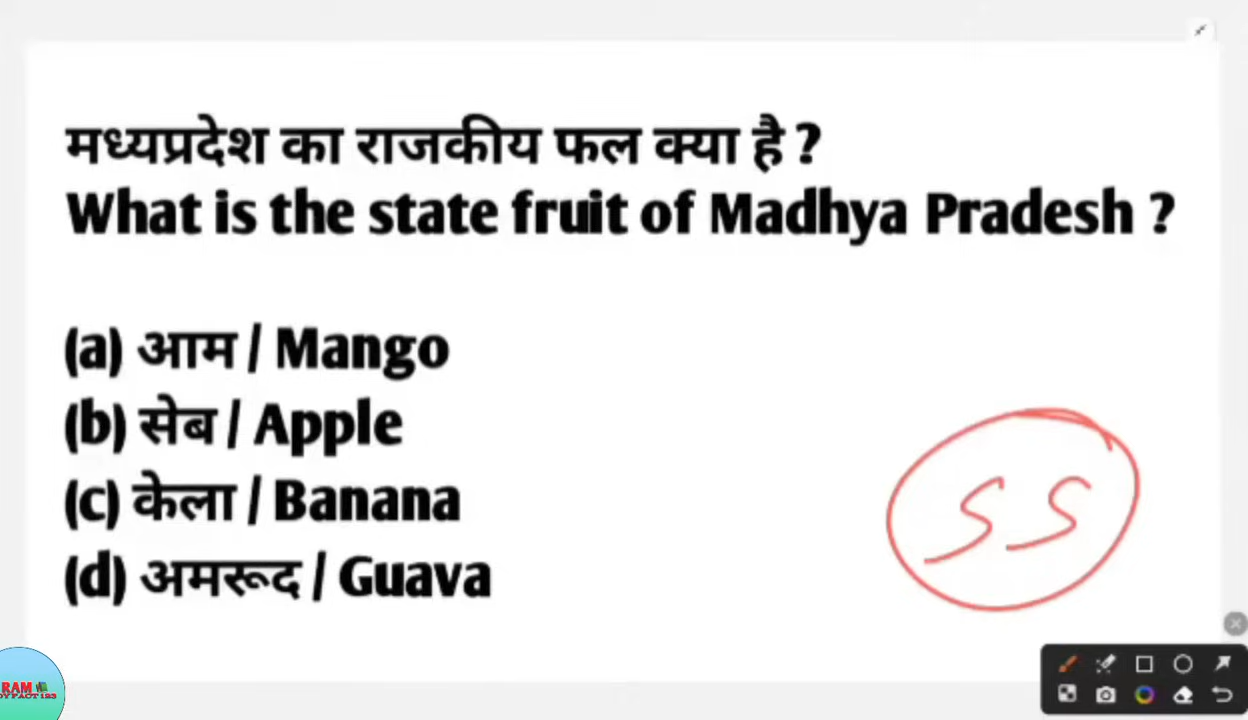 मध्यप्रदेश का राजकीय फल क्या है ?
What is the state fruit of Madhya Pradesh ?
(a) आम / Mango
(b) सेब / Apple
(c) केला / Banana
(d) अमरूद / Guava
SS
RAM